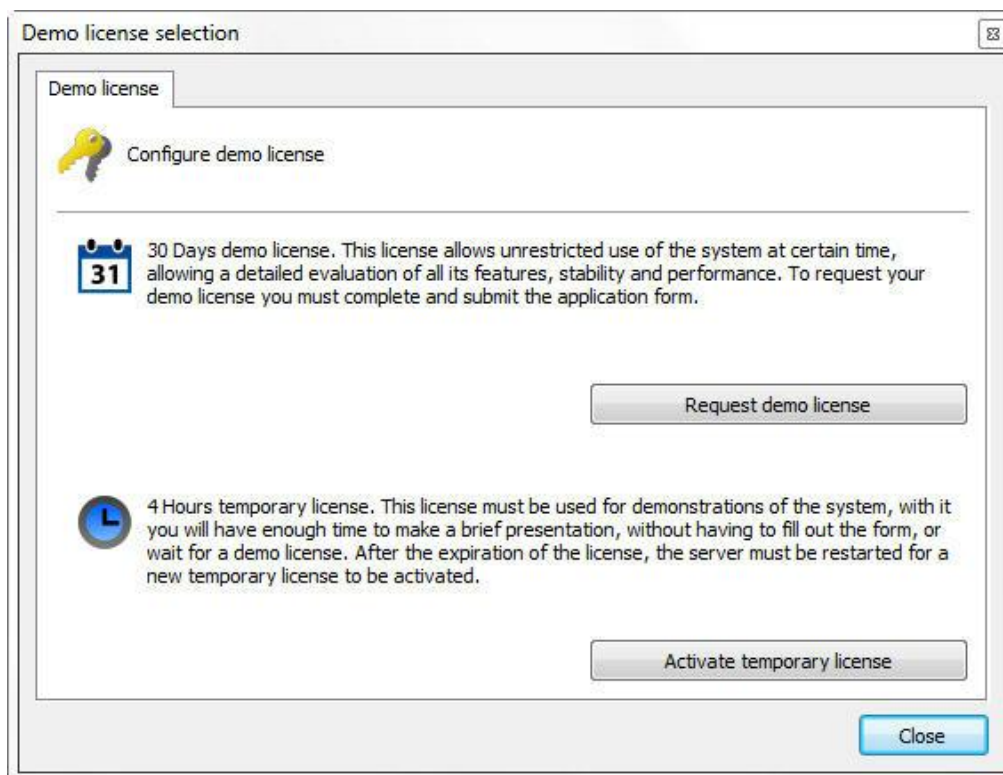 Demo license selection
Demo license
Configure demo license
30 Days demo license. This license allows unrestricted use of the system at certain time,
allowing a detailed evaluation of all its features, stability and performance. To request your
demo license you must complete and submit the application form.
31
Request demo license
4 Hours temporary license. This license must be used for demonstrations of the system, with it
you will have enough time to make a brief presentation, without having to fill out the form, or
wait for a demo license. After the expiration of the license, the server must be restarted for a
new temporary license to be activated.
Activate temporary license
Close